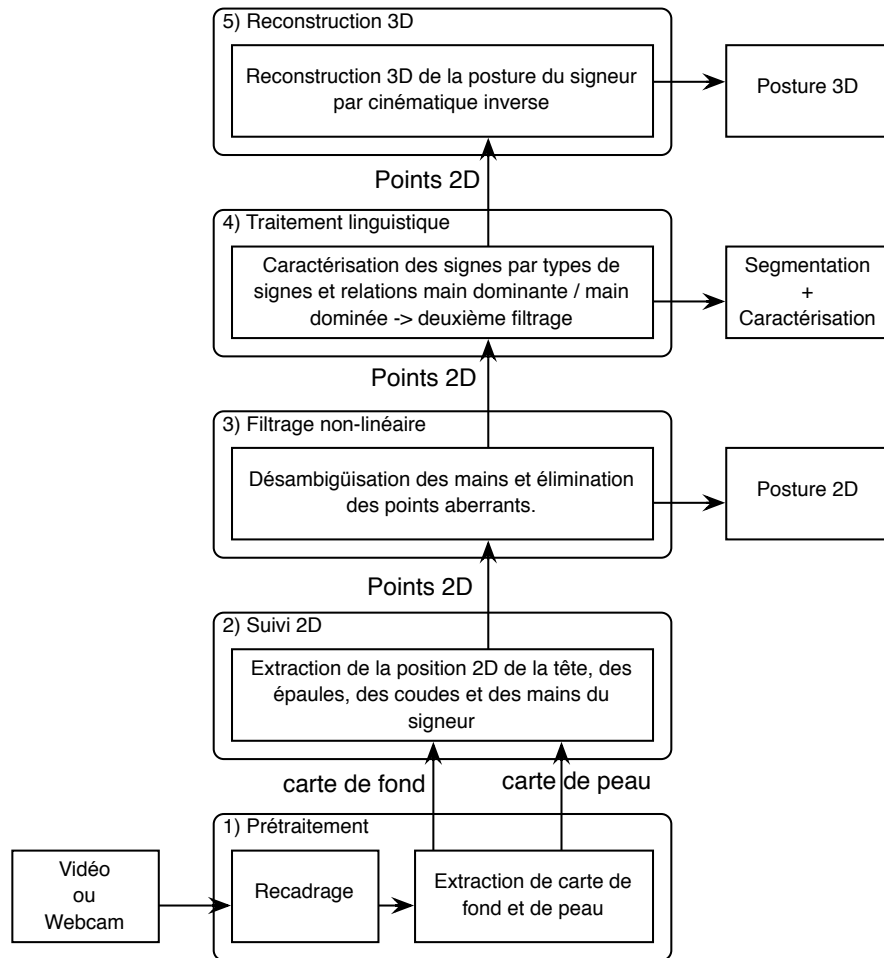 5) Reconstruction 3D
Reconstruction 3D de la posture du signeur
par cinématique inverse
Posture 3D
Points 2D
4) Traitement linguistique
Caractérisation des signes par types de
signes et relations main dominante / main
dominée -> deuxième filtrage
Segmentation
+
Caractérisation
Points 2D
3) Filtrage non-linéaire
Désambigüisation des mains et élimination
des points aberrants.
Posture 2D
Points 2D
2) Suivi 2D
Extraction de la position 2D de la tête, des
épaules, des coudes et des mains du
signeur
carte de fond
carte de peau
1) Prétraitement
Vidéo
ou
Webcam
Recadrage
Extraction de carte de
fond et de peau